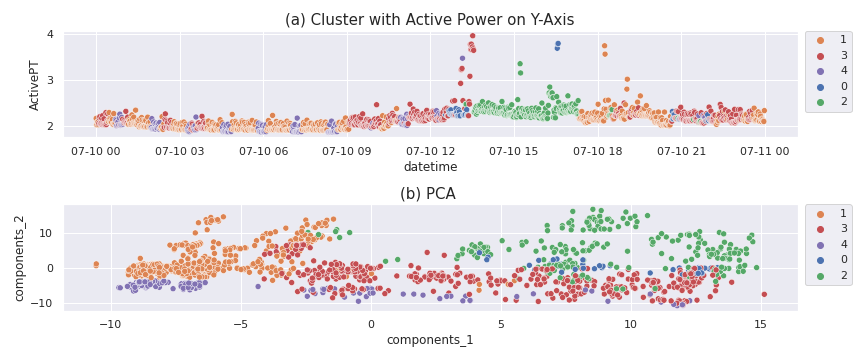 (a) Cluster with Active Power on Y-Axis
ActivePT
4
3
2
07-10 00 07-10 03 07-10 06 07-10 09 07-10 12 07-10 15 07-10 18 07-10 21 07-11 00
datetime
1
3
4
0
2
(b) PCA
components_2
10
0
−10
−10 −5 0 5 10 15
components_1
1
3
4
0
2